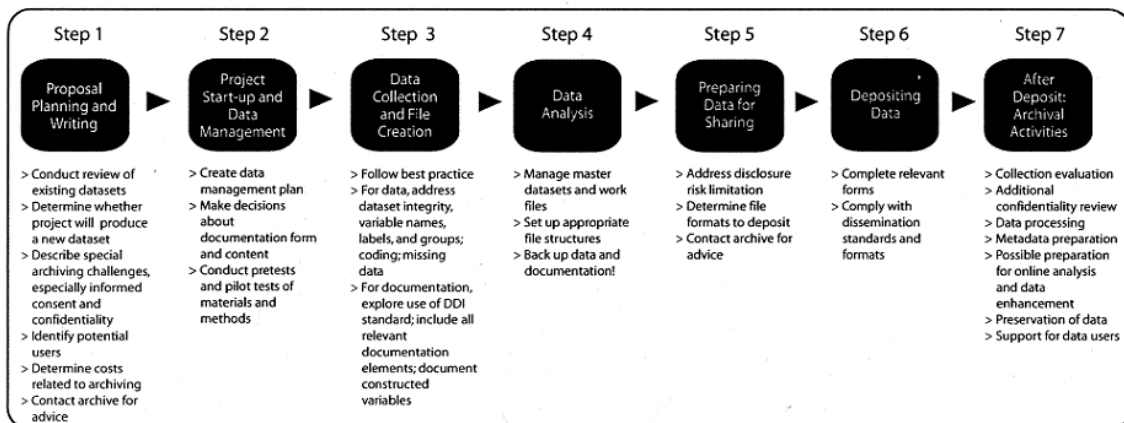 Step 1
Proposal
Planning and
Writing
> Conduct review of
existing datasets
> Determine whether
project will produce
a new dataset
> Describe special
archiving challenges,
especially informed
consent and
confidentiality
> Identify potential
users
> Determine costs
related to archiving
> Contact archive for
advice
Step 2
Project
Start-up and
Data
Management
> Create data
management plan
> Make decisions
about
documentation form
and content
> Conduct pretests
and pilot tests of
materials and
methods
Step 3
Data
Collection
and File
Creation
> Follow best practice
> For data, address
dataset integrity,
variable names,
labels, and groups;
coding; missing
data
> For documentation,
explore use of DDI
standard; include all
relevant
documentation
elements; document
constructed
variables
Step 4
Data
Analysis
> Manage master
datasets and work
files
> Set up appropriate
file structures
> Back up data and
documentation!
Step 5
Preparing
Data for
Sharing
> Address disclosure
risk limitation
> Determine file
formats to deposit
> Contact archive for
advice
Step 6
Depositing
Data
> Complete relevant
forms
> Comply with
dissemination
standards and
formats
Step 7
After
Deposit:
Archival
Activities
> Collection evaluation
> Additional
confidentiality review
> Data processing
> Metadata preparation
> Possible preparation
for online analysis
and data
enhancement
> Preservation of data
> Support for data users